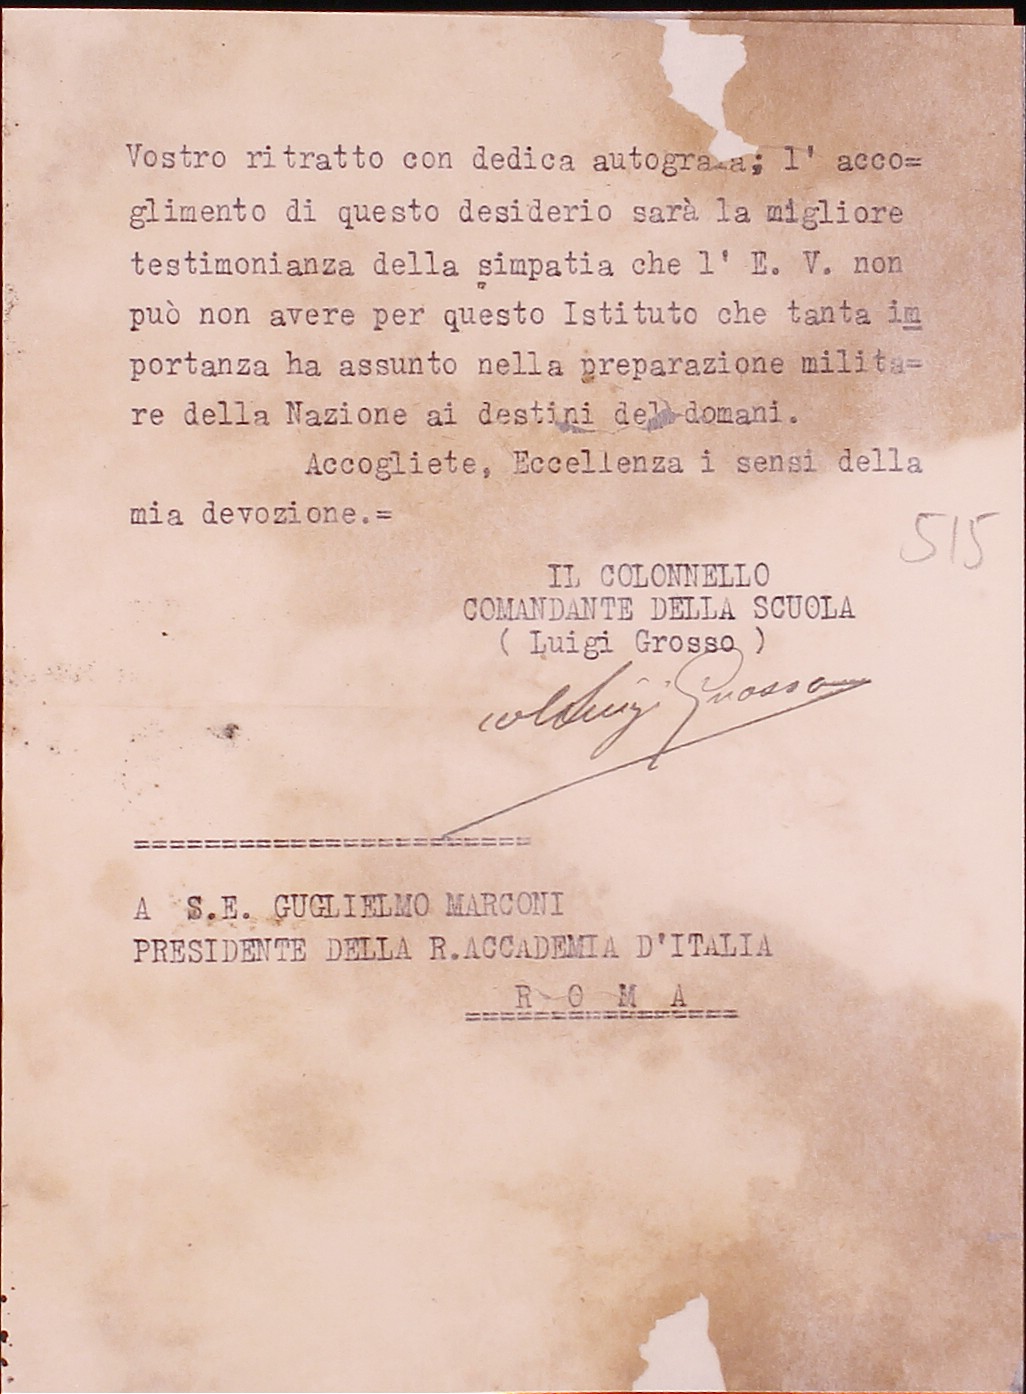 Vostro ritratto con dedica autografa; l' acco=
glimento di questo desiderio sarà la migliore
testimonianza della simpatia che l' E. V. non
può non avere per questo Istituto che tanta im
portanza ha assunto nella preparazione milita=
re della Nazione ai destini del domani.
Accogliete, Eccellenza i sensi della
mia devozione.=
515
IL COLONNELLO
COMANDANTE DELLA SCUOLA
( Luigi Grosso )
col Luigi Grosso
=======================
A S.E. GUGLIELMO MARCONI
PRESIDENTE DELLA R.ACCADEMIA D'ITALIA
R O M A
================